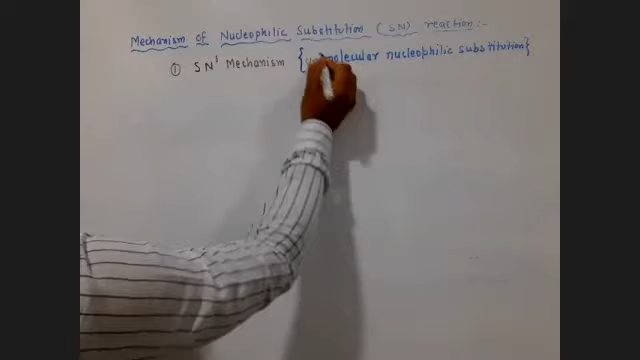 Mechanism of Nucleophilic Substitution (SN) reaction:-
① SN¹ Mechanism { molecular nucleophilic substitution}